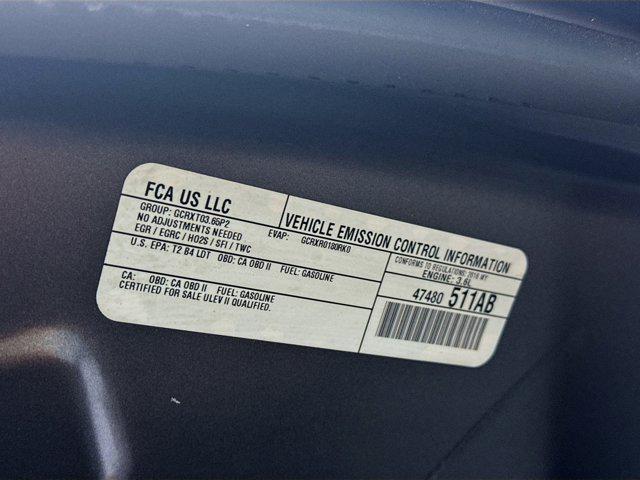 FCA US LLC
VEHICLE EMISSION CONTROL INFORMATION
GROUP: GCRXT03.65P2 EVAP: GCRXR0180RK0
NO ADJUSTMENTS NEEDED
EGR / EGRC / HO2S / SFI / TWC
U.S. EPA: T2 B4 LDT OBD: CA OBD II FUEL: GASOLINE
CA: OBD: CA OBD II FUEL: GASOLINE
CERTIFIED FOR SALE ULEV II QUALIFIED.
CONFORMS TO REGULATIONS: 2016 MY
ENGINE: 3.6L
47480 511AB